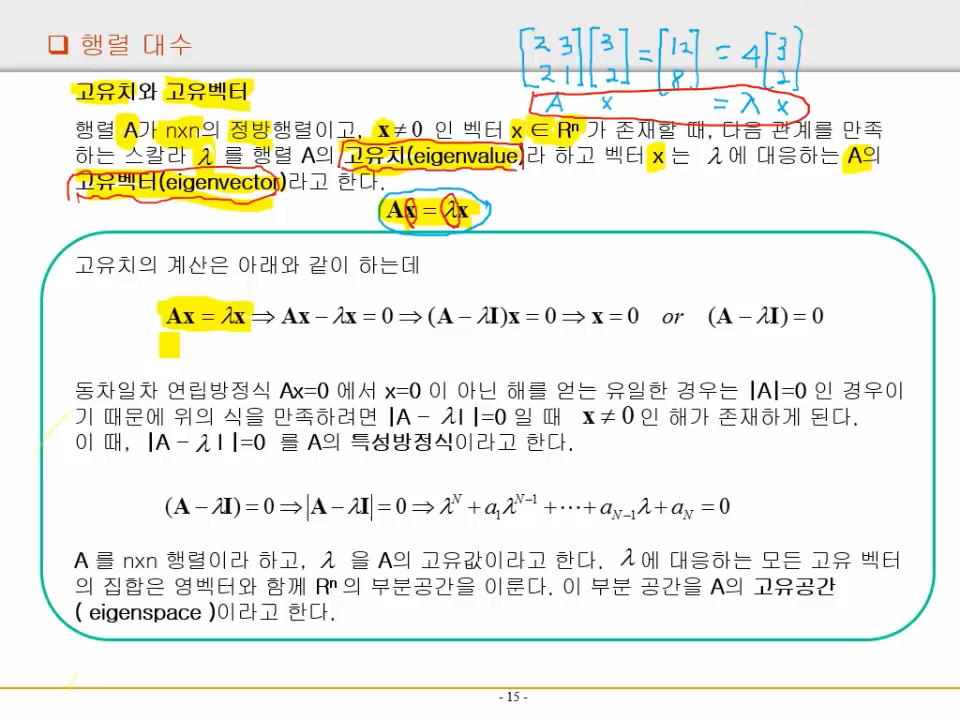 ❑ 행렬 대수
[2 3; 2 1] [3; 2] = [12; 8] = 4 [3; 2]
A x = λ x
고유치와 고유벡터
행렬 A가 nxn의 정방행렬이고, x ≠ 0 인 벡터 x ∈ Rⁿ 가 존재할 때, 다음 관계를 만족
하는 스칼라 λ 를 행렬 A의 고유치(eigenvalue)라 하고 벡터 x 는 λ 에 대응하는 A의
고유벡터(eigenvector)라고 한다.
Ax = λx
고유치의 계산은 아래와 같이 하는데
Ax = λx ⇒ Ax − λx = 0 ⇒ (A − λI)x = 0 ⇒ x = 0 or (A − λI) = 0
동차일차 연립방정식 Ax=0 에서 x=0 이 아닌 해를 얻는 유일한 경우는 |A|=0 인 경우이
기 때문에 위의 식을 만족하려면 |A − λI |=0 일 때 x ≠ 0 인 해가 존재하게 된다.
이 때, |A − λ I |=0 를 A의 특성방정식이라고 한다.
(A − λI) = 0 ⇒ |A − λI| = 0 ⇒ λᴺ + a₁λᴺ⁻¹ + ⋯ + a_{N−1}λ + a_N = 0
A 를 nxn 행렬이라 하고, λ 을 A의 고유값이라고 한다. λ 에 대응하는 모든 고유 벡터
의 집합은 영벡터와 함께 Rⁿ 의 부분공간을 이룬다. 이 부분 공간을 A의 고유공간
( eigenspace )이라고 한다.
- 15 -